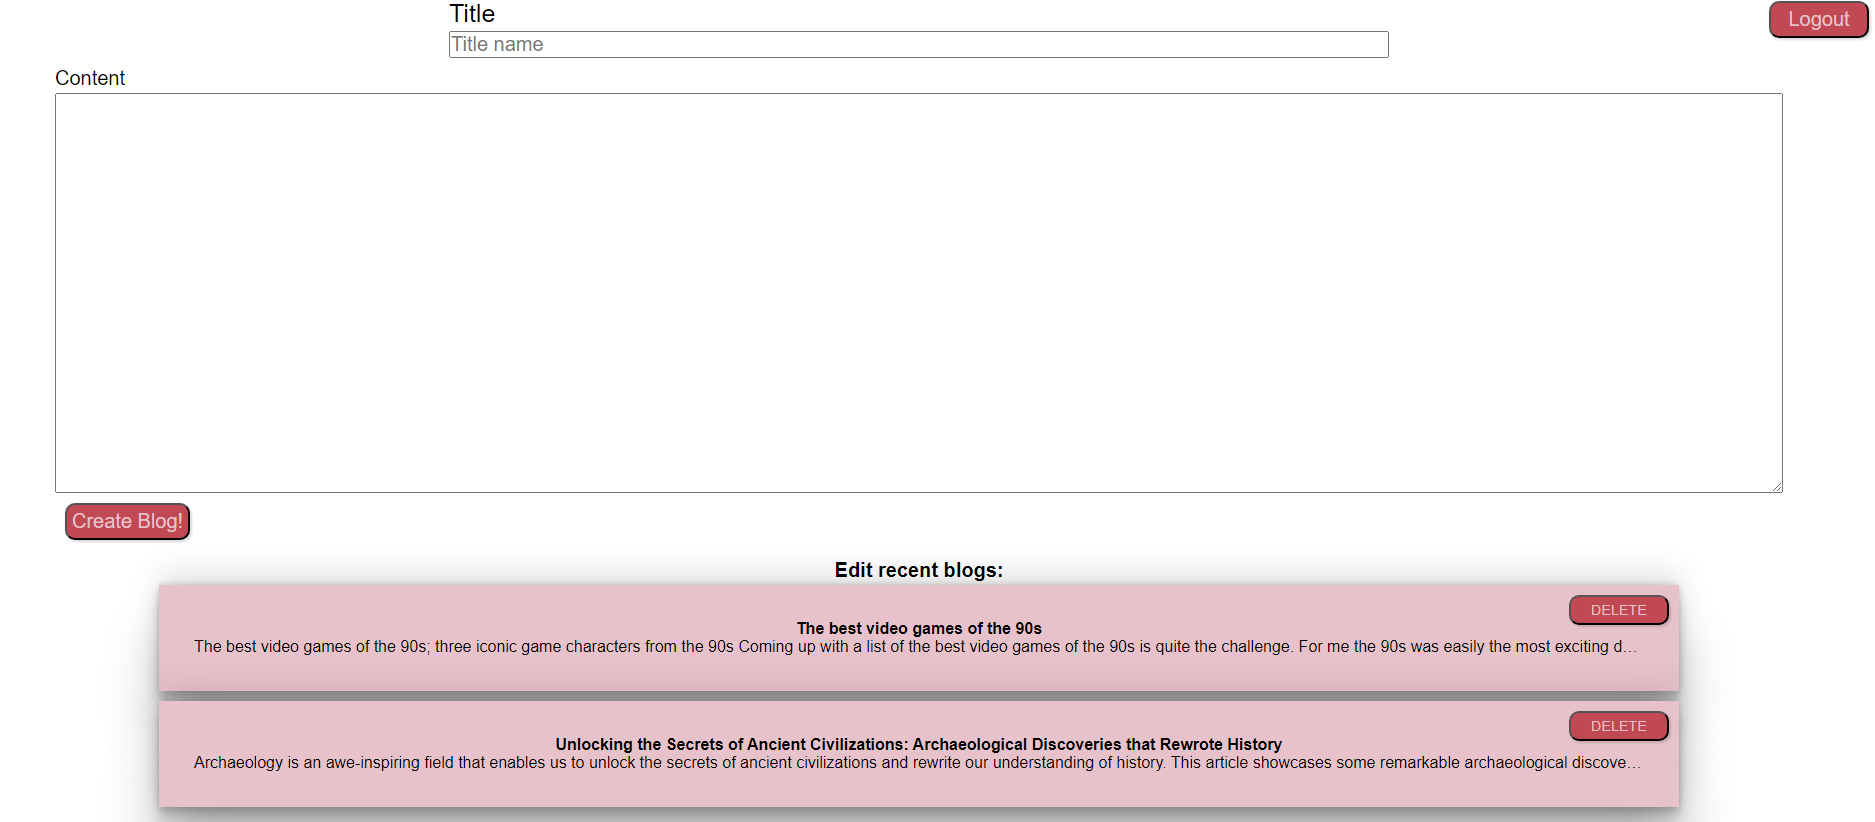 Title
Logout
Title name
Content
Create Blog!
Edit recent blogs:
DELETE
The best video games of the 90s
The best video games of the 90s; three iconic game characters from the 90s Coming up with a list of the best video games of the 90s is quite the challenge. For me the 90s was easily the most exciting d…
DELETE
Unlocking the Secrets of Ancient Civilizations: Archaeological Discoveries that Rewrote History
Archaeology is an awe-inspiring field that enables us to unlock the secrets of ancient civilizations and rewrite our understanding of history. This article showcases some remarkable archaeological discove…